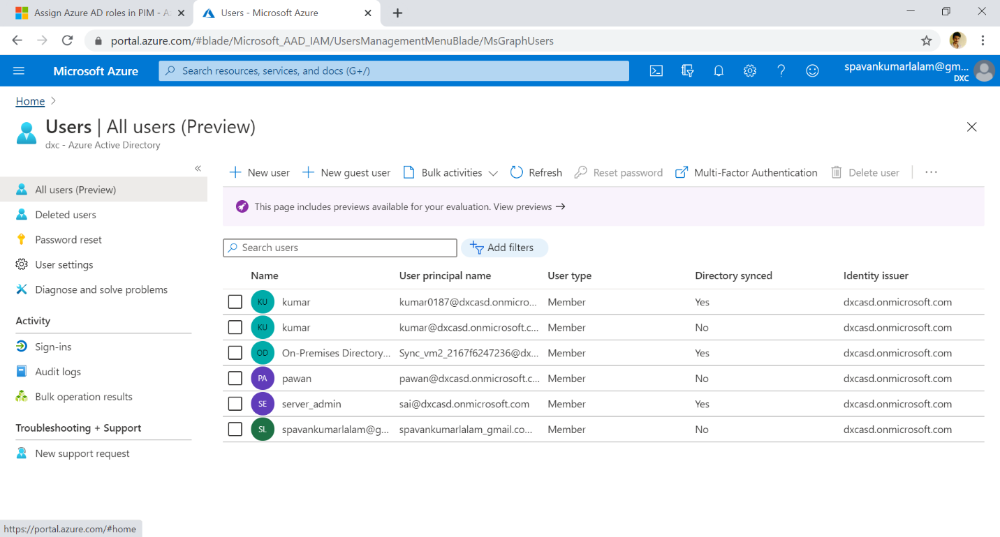 Assign Azure AD roles in PIM - A
Users - Microsoft Azure
portal.azure.com/#blade/Microsoft_AAD_IAM/UsersManagementMenuBlade/MsGraphUsers
Microsoft Azure
Search resources, services, and docs (G+/)
spavankumarlalam@gm...
DXC
Home
Users | All users (Preview)
dxc - Azure Active Directory
All users (Preview)
Deleted users
Password reset
User settings
Diagnose and solve problems
Activity
Sign-ins
Audit logs
Bulk operation results
Troubleshooting + Support
New support request
New user New guest user Bulk activities Refresh Reset password Multi-Factor Authentication Delete user ...
This page includes previews available for your evaluation. View previews →
Search users Add filters
Name User principal name User type Directory synced Identity issuer
KU kumar kumar0187@dxcasd.onmicro... Member Yes dxcasd.onmicrosoft.com
KU kumar kumar@dxcasd.onmicrosoft.c... Member No dxcasd.onmicrosoft.com
OD On-Premises Directory... Sync_vm2_2167f6247236@dx... Member Yes dxcasd.onmicrosoft.com
PA pawan pawan@dxcasd.onmicrosoft.c... Member No dxcasd.onmicrosoft.com
SE server_admin sai@dxcasd.onmicrosoft.com Member Yes dxcasd.onmicrosoft.com
SL spavankumarlalam@g... spavankumarlalam_gmail.co... Member No dxcasd.onmicrosoft.com
https://portal.azure.com/#home